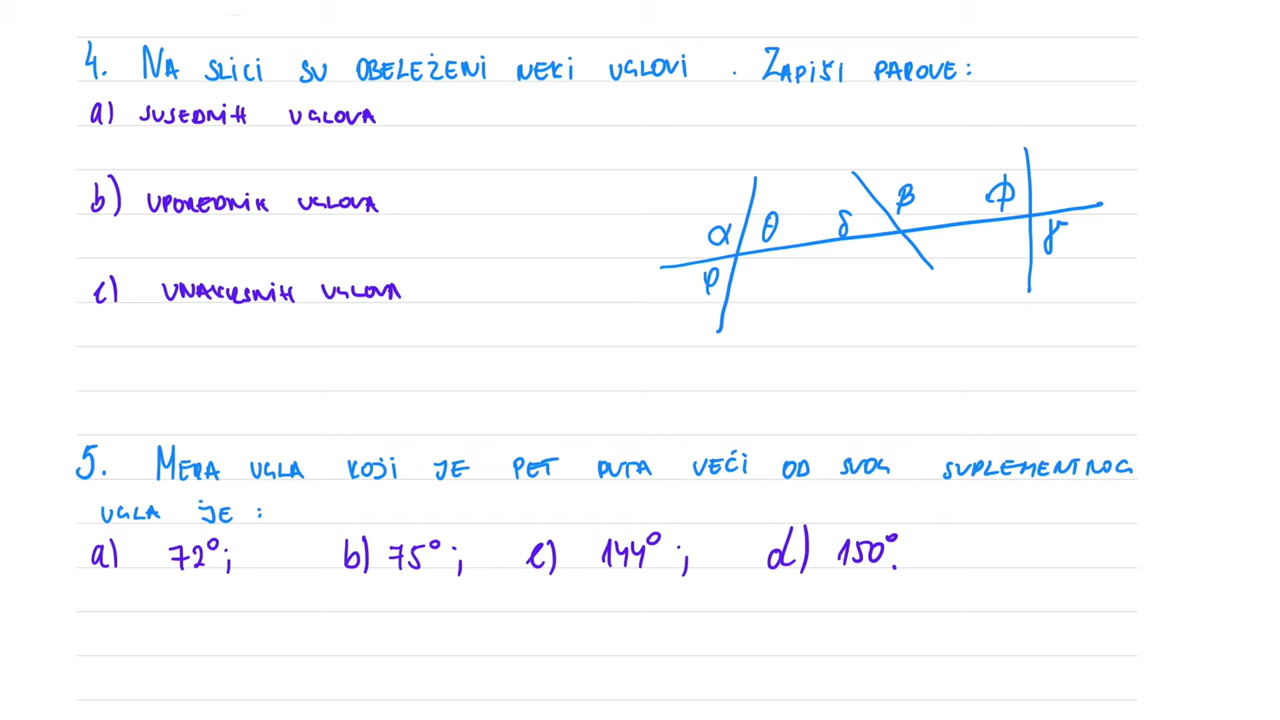 4. NA SLICI SU OBELEŽENI NEKI UGLOVI. ZAPIŠI PAROVE:
a) SUSEDNIH UGLOVA
b) UPOREDNIH UGLOVA
α θ δ β ϕ γ
φ
c) UNAKRSNIH UGLOVA
5. MERA UGLA KOJI JE PET PUTA VEĆI OD SVOG SUPLEMENTNOG
UGLA JE:
a) 72°; b) 75°; c) 144°; d) 150°.